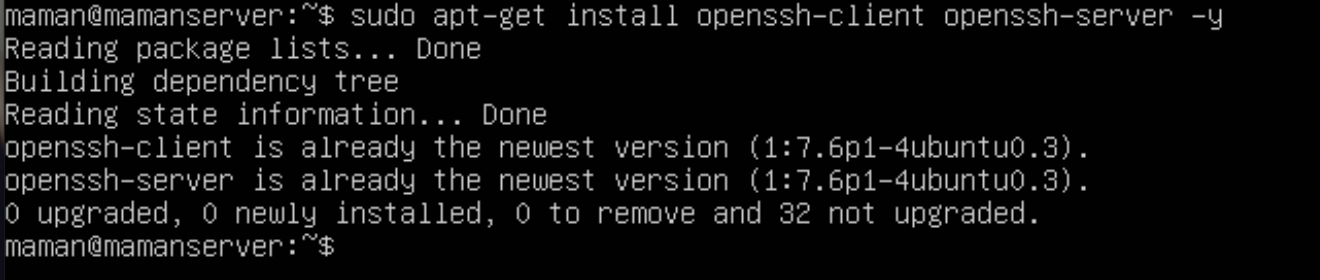 maman@mamanserver:~$ sudo apt-get install openssh-client openssh-server -y
Reading package lists... Done
Building dependency tree
Reading state information... Done
openssh-client is already the newest version (1:7.6p1-4ubuntu0.3).
openssh-server is already the newest version (1:7.6p1-4ubuntu0.3).
0 upgraded, 0 newly installed, 0 to remove and 32 not upgraded.
maman@mamanserver:~$